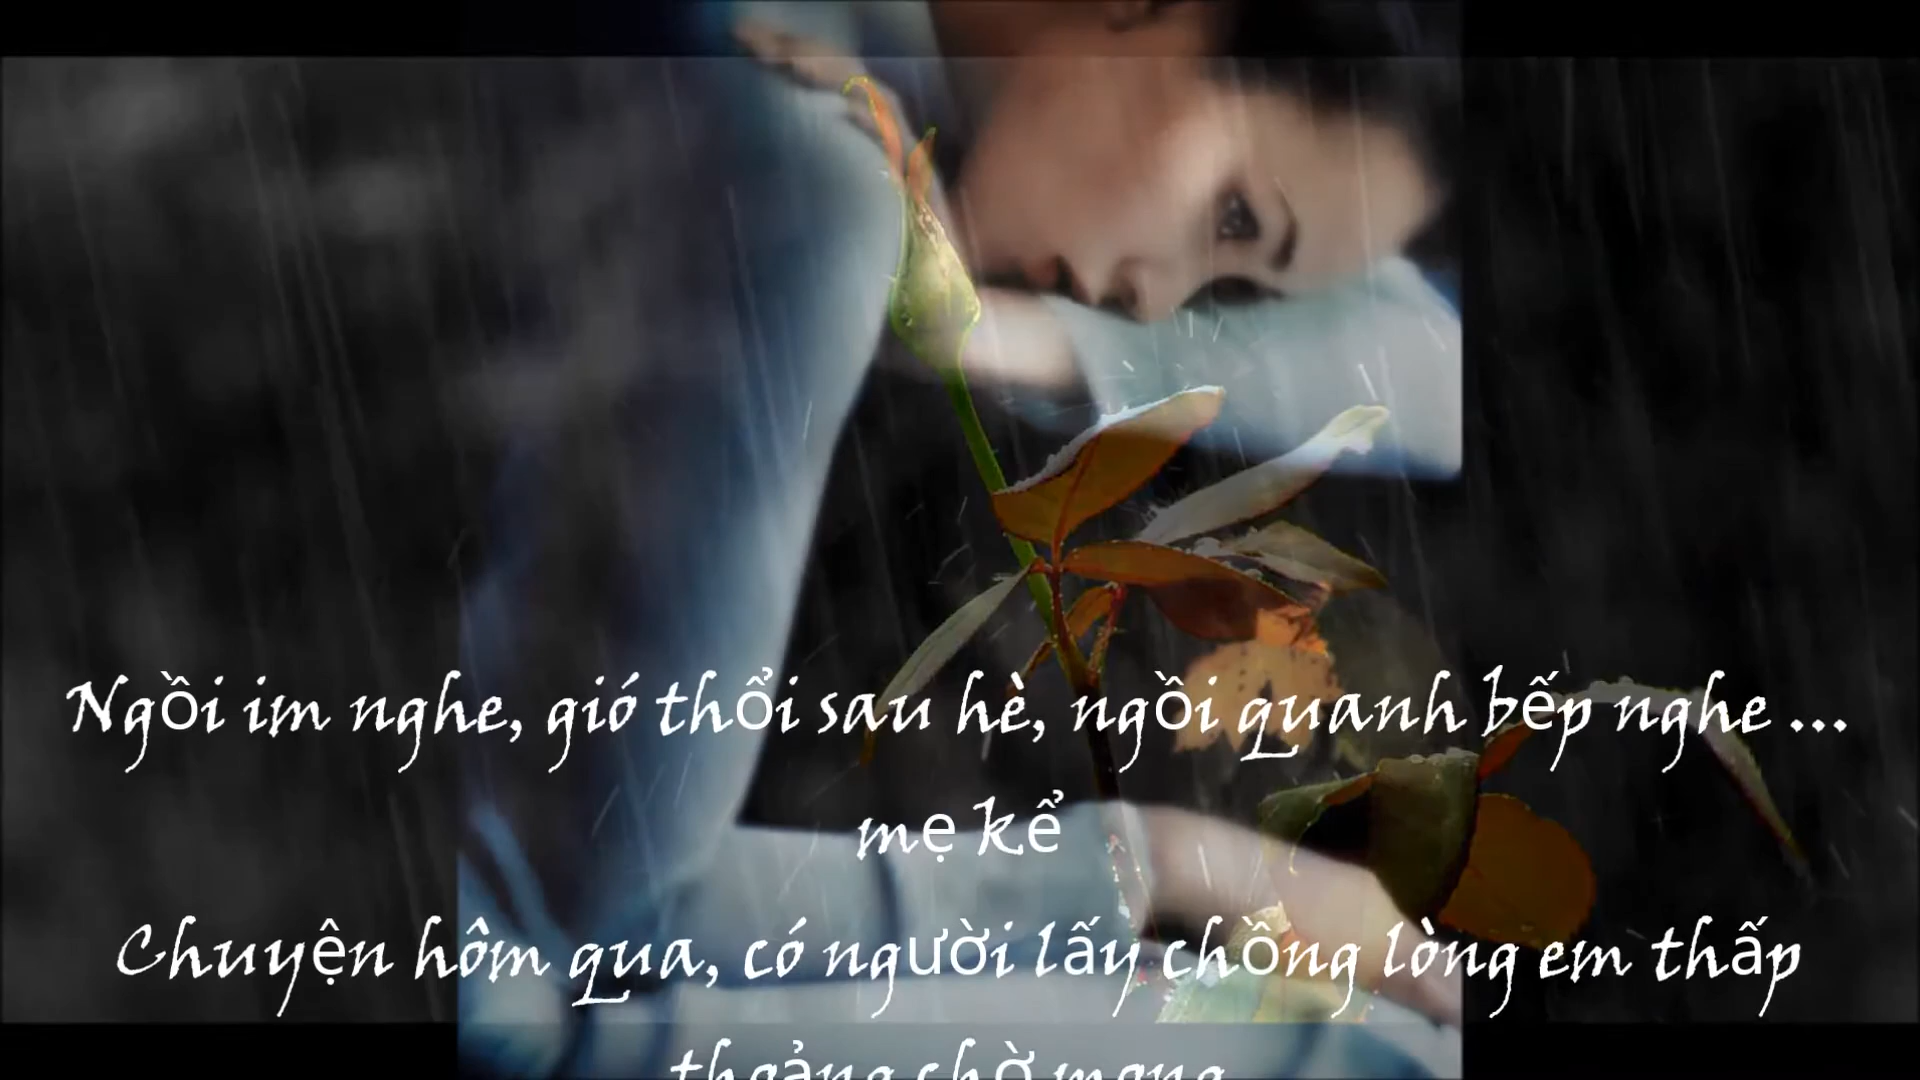 Ngồi im nghe, gió thổi sau hè, ngồi quanh bếp nghe ...
mẹ kể
Chuyện hôm qua, có người lấy chồng lòng em thấp
thoảng chờ mong